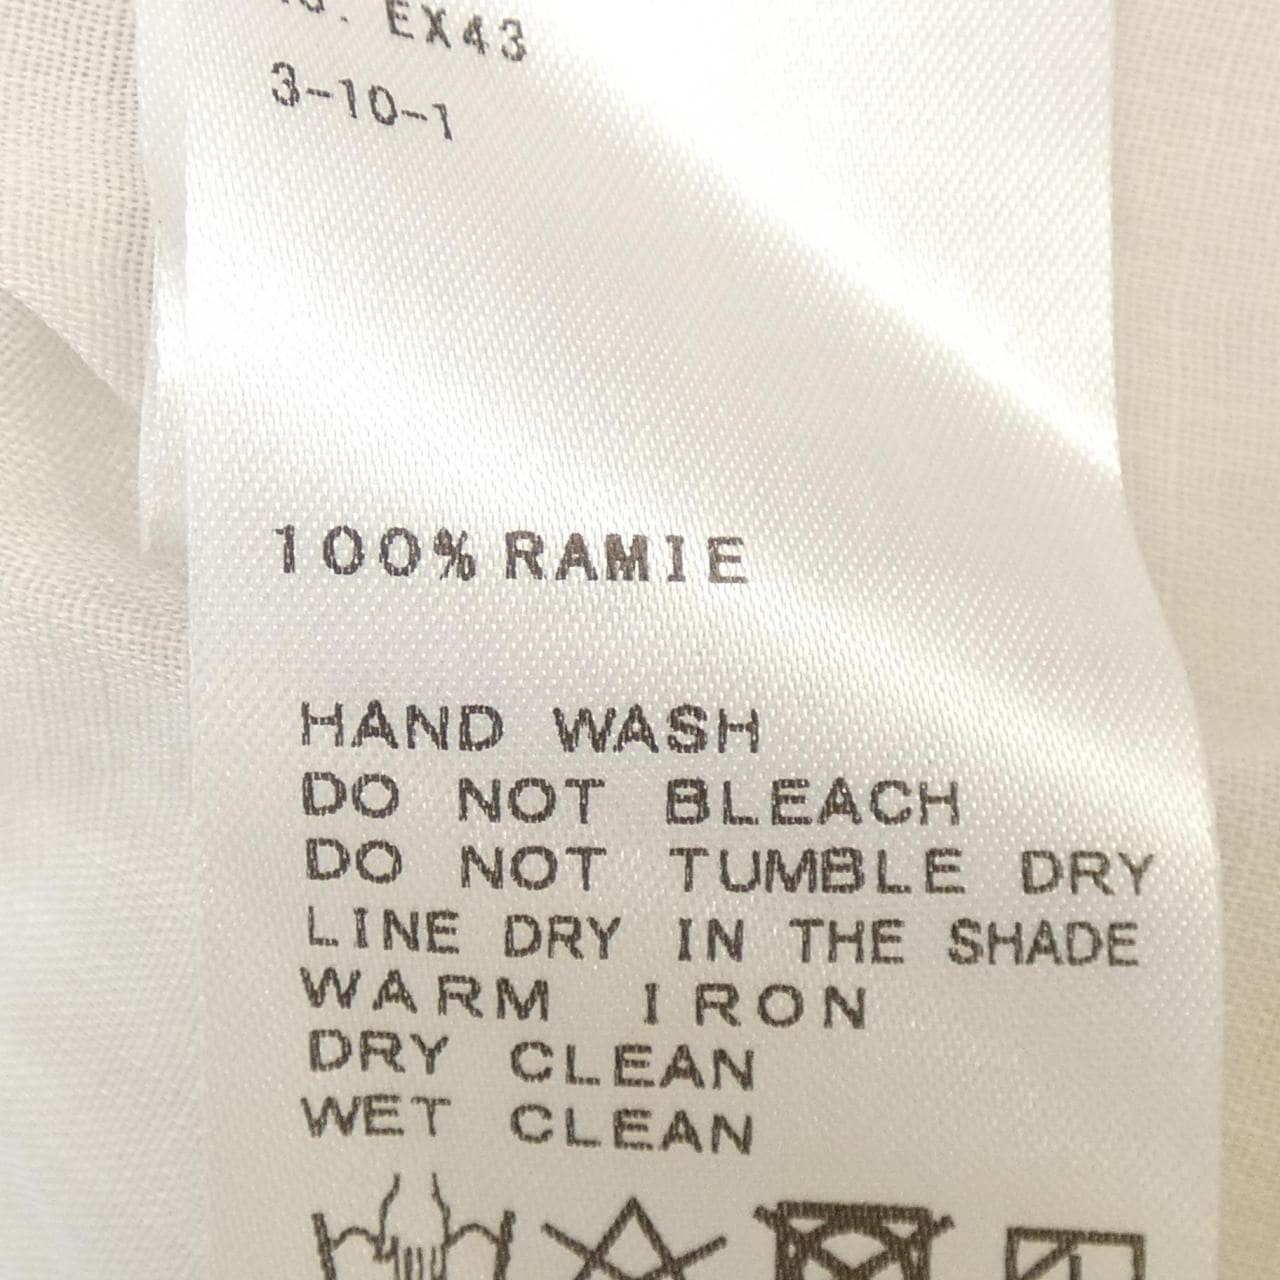 EX43
3-10-1
100% RAMIE
HAND WASH
DO NOT BLEACH
DO NOT TUMBLE DRY
LINE DRY IN THE SHADE
WARM IRON
DRY CLEAN
WET CLEAN